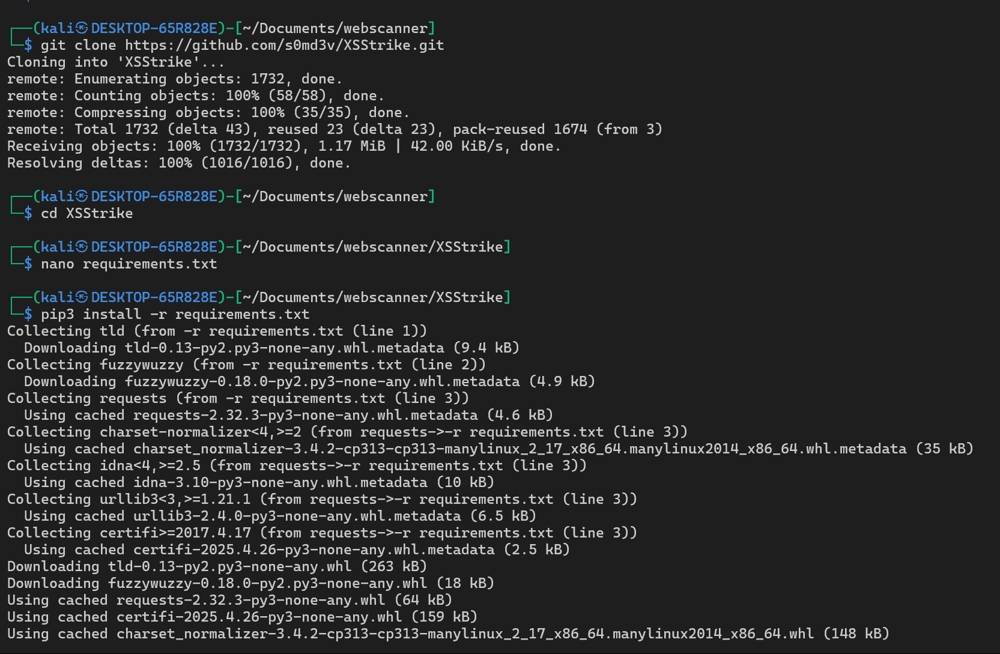 ┌──(kali㉿DESKTOP-65R828E)-[~/Documents/webscanner]
└─$ git clone https://github.com/s0md3v/XSStrike.git
Cloning into 'XSStrike'...
remote: Enumerating objects: 1732, done.
remote: Counting objects: 100% (58/58), done.
remote: Compressing objects: 100% (35/35), done.
remote: Total 1732 (delta 43), reused 23 (delta 23), pack-reused 1674 (from 3)
Receiving objects: 100% (1732/1732), 1.17 MiB | 42.00 KiB/s, done.
Resolving deltas: 100% (1016/1016), done.
┌──(kali㉿DESKTOP-65R828E)-[~/Documents/webscanner]
└─$ cd XSStrike
┌──(kali㉿DESKTOP-65R828E)-[~/Documents/webscanner/XSStrike]
└─$ nano requirements.txt
┌──(kali㉿DESKTOP-65R828E)-[~/Documents/webscanner/XSStrike]
└─$ pip3 install -r requirements.txt
Collecting tld (from -r requirements.txt (line 1))
  Downloading tld-0.13-py2.py3-none-any.whl.metadata (9.4 kB)
Collecting fuzzywuzzy (from -r requirements.txt (line 2))
  Downloading fuzzywuzzy-0.18.0-py2.py3-none-any.whl.metadata (4.9 kB)
Collecting requests (from -r requirements.txt (line 3))
  Using cached requests-2.32.3-py3-none-any.whl.metadata (4.6 kB)
Collecting charset-normalizer<4,>=2 (from requests->-r requirements.txt (line 3))
  Using cached charset_normalizer-3.4.2-cp313-cp313-manylinux_2_17_x86_64.manylinux2014_x86_64.whl.metadata (35 kB)
Collecting idna<4,>=2.5 (from requests->-r requirements.txt (line 3))
  Using cached idna-3.10-py3-none-any.whl.metadata (10 kB)
Collecting urllib3<3,>=1.21.1 (from requests->-r requirements.txt (line 3))
  Using cached urllib3-2.4.0-py3-none-any.whl.metadata (6.5 kB)
Collecting certifi>=2017.4.17 (from requests->-r requirements.txt (line 3))
  Using cached certifi-2025.4.26-py3-none-any.whl.metadata (2.5 kB)
Downloading tld-0.13-py2.py3-none-any.whl (263 kB)
Downloading fuzzywuzzy-0.18.0-py2.py3-none-any.whl (18 kB)
Using cached requests-2.32.3-py3-none-any.whl (64 kB)
Using cached certifi-2025.4.26-py3-none-any.whl (159 kB)
Using cached charset_normalizer-3.4.2-cp313-cp313-manylinux_2_17_x86_64.manylinux2014_x86_64.whl (148 kB)